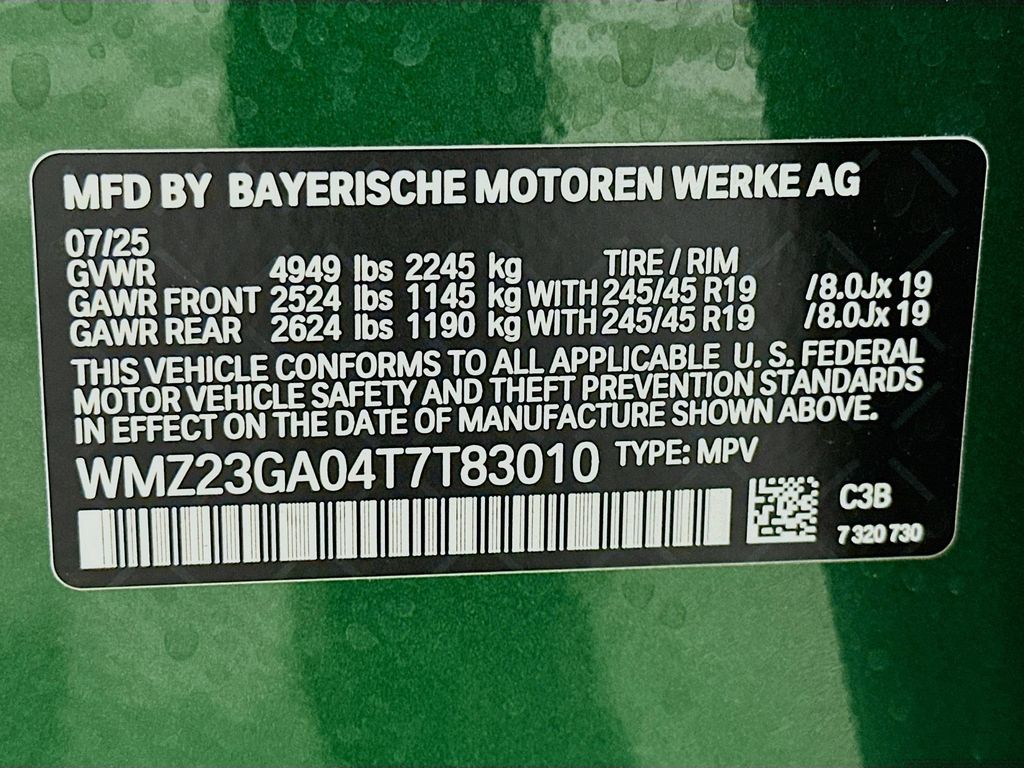 MFD BY BAYERISCHE MOTOREN WERKE AG
07/25
GVWR 4949 lbs 2245 kg TIRE / RIM
GAWR FRONT 2524 lbs 1145 kg WITH 245/45 R19 /8.0Jx 19
GAWR REAR 2624 lbs 1190 kg WITH 245/45 R19 /8.0Jx 19
THIS VEHICLE CONFORMS TO ALL APPLICABLE U. S. FEDERAL
MOTOR VEHICLE SAFETY AND THEFT PREVENTION STANDARDS
IN EFFECT ON THE DATE OF MANUFACTURE SHOWN ABOVE.
WMZ23GA04T7T83010 TYPE: MPV
C3B
7 320 730